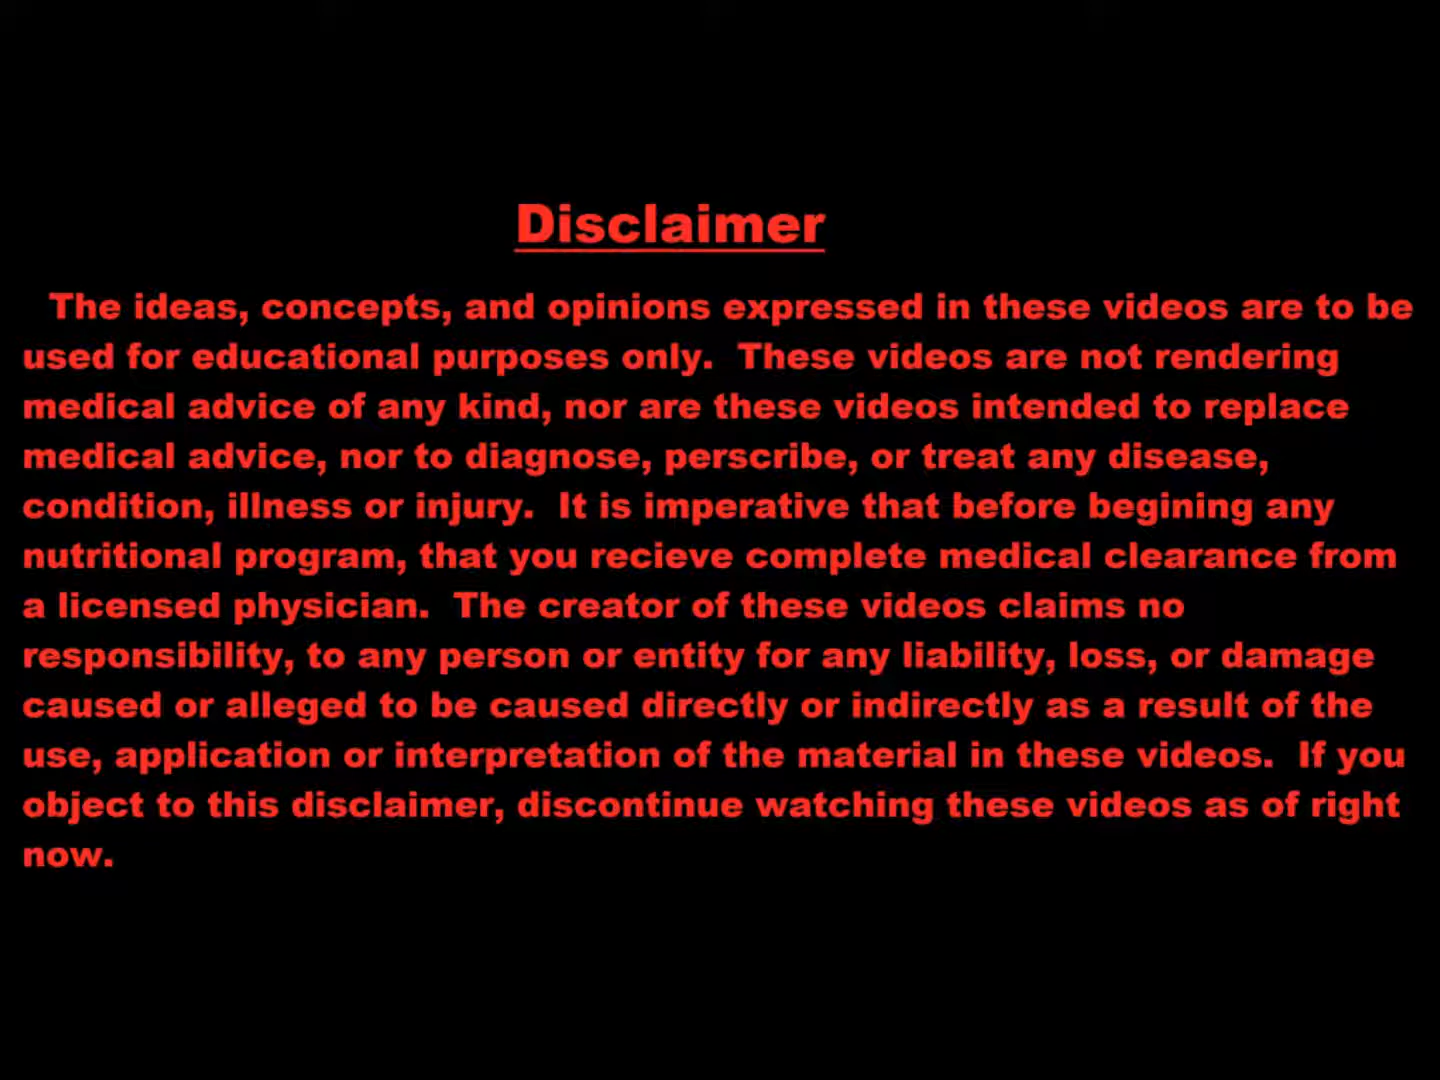 Disclaimer
The ideas, concepts, and opinions expressed in these videos are to be
used for educational purposes only.  These videos are not rendering
medical advice of any kind, nor are these videos intended to replace
medical advice, nor to diagnose, perscribe, or treat any disease,
condition, illness or injury.  It is imperative that before begining any
nutritional program, that you recieve complete medical clearance from
a licensed physician.  The creator of these videos claims no
responsibility, to any person or entity for any liability, loss, or damage
caused or alleged to be caused directly or indirectly as a result of the
use, application or interpretation of the material in these videos.  If you
object to this disclaimer, discontinue watching these videos as of right
now.